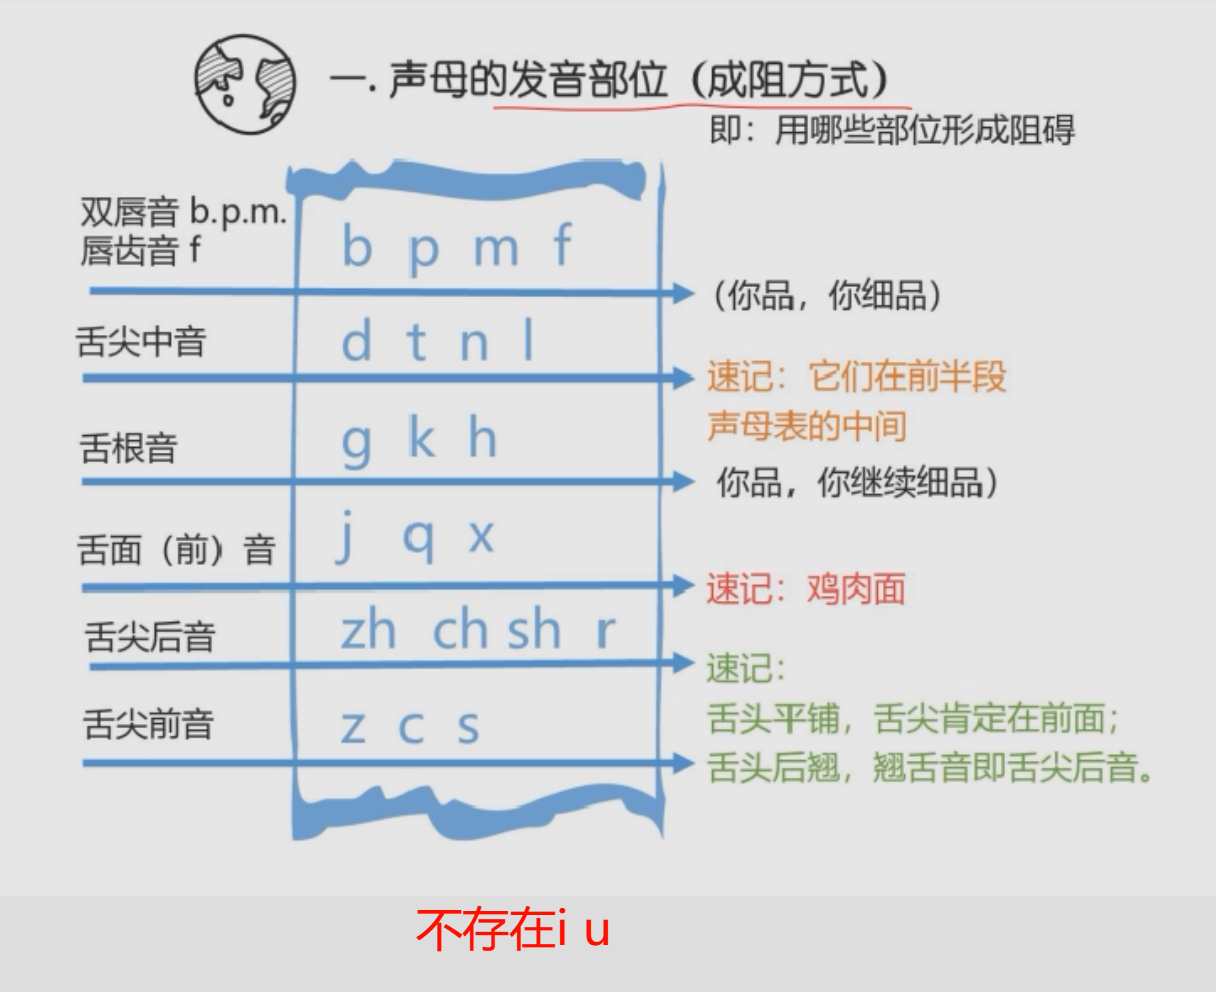 一. 声母的发音部位（成阻方式）
即：用哪些部位形成阻碍
双唇音 b.p.m.
唇齿音 f
b p m f
（你品，你细品）
舌尖中音
d t n l
速记：它们在前半段
声母表的中间
舌根音
g k h
你品，你继续细品）
舌面（前）音
j q x
速记：鸡肉面
舌尖后音
zh ch sh r
速记：
舌头平铺，舌尖肯定在前面；
舌头后翘，翘舌音即舌尖后音。
舌尖前音
z c s
不存在i u